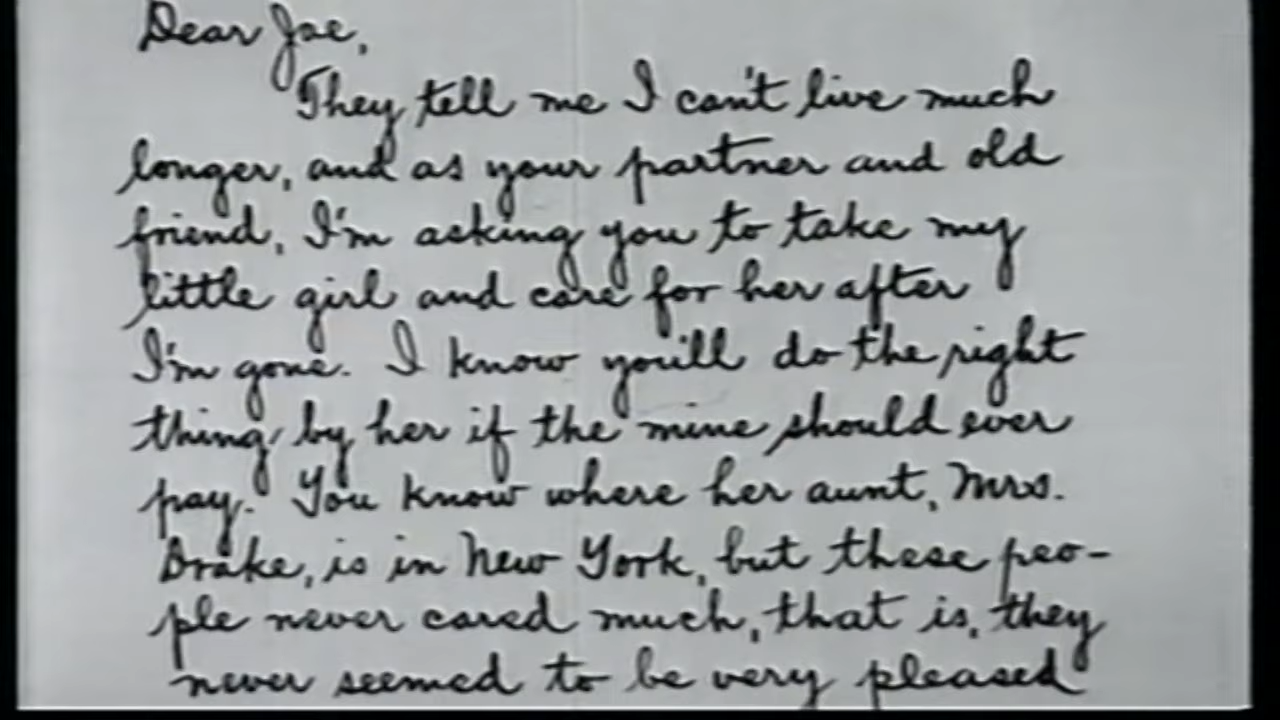 Dear Joe,
They tell me I can't live much
longer, and as your partner and old
friend, I'm asking you to take my
little girl and care for her after
I'm gone. I know you'll do the right
thing by her if the mine should ever
pay. You know where her aunt, Mrs.
Drake, is in New York, but these peo-
ple never cared much, that is, they
never seemed to be very pleased